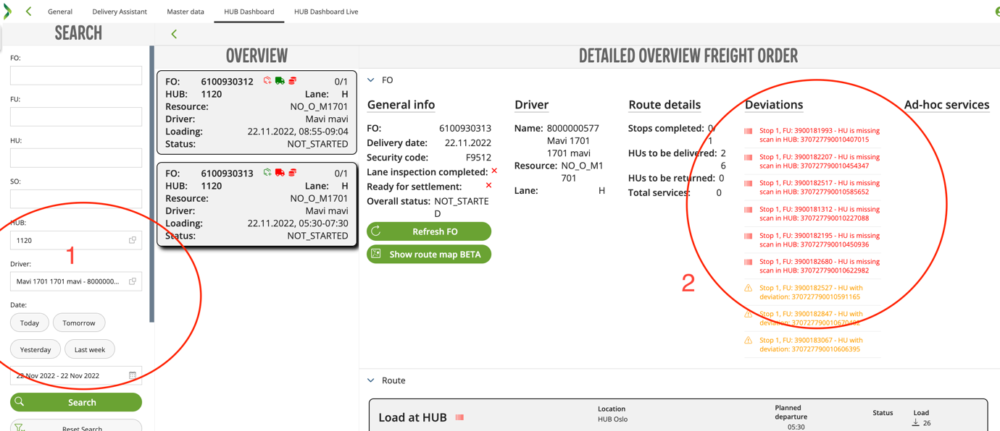 General Delivery Assistant Master data HUB Dashboard HUB Dashboard Live
SEARCH
FO:
FU:
HU:
SO:
HUB:
1120
1
Driver:
Mavi 1701 1701 mavi - 8000000...
Date:
Today Tomorrow
Yesterday Last week
22 Nov 2022 - 22 Nov 2022
Search
Reset Search
OVERVIEW
FO: 6100930312 0/1
HUB: 1120 Lane: H
Resource: NO_O_M1701
Driver: Mavi mavi
Loading: 22.11.2022, 08:55-09:04
Status: NOT_STARTED
FO: 6100930313 0/1
HUB: 1120 Lane: H
Resource: NO_O_M1701
Driver: Mavi mavi
Loading: 22.11.2022, 05:30-07:30
Status: NOT_STARTED
DETAILED OVERVIEW FREIGHT ORDER
FO
General info
FO: 6100930313
Delivery date: 22.11.2022
Security code: F9512
Lane inspection completed:
Ready for settlement:
Overall status: NOT_STARTE
D
Refresh FO
Show route map BETA
Driver
Name: 8000000577
Mavi 1701
1701 mavi
Resource: NO_O_M1
701
Lane: H
Route details
Stops completed: 0/
1
HUs to be delivered: 2
6
HUs to be returned: 0
Total services: 0
2
Deviations
Stop 1, FU: 3900181993 - HU is missing
scan in HUB: 370727790010407015
Stop 1, FU: 3900182207 - HU is missing
scan in HUB: 370727790010454347
Stop 1, FU: 3900182517 - HU is missing
scan in HUB: 370727790010585652
Stop 1, FU: 3900181312 - HU is missing
scan in HUB: 370727790010227088
Stop 1, FU: 3900182195 - HU is missing
scan in HUB: 370727790010450936
Stop 1, FU: 3900182680 - HU is missing
scan in HUB: 370727790010622982
Stop 1, FU: 3900182527 - HU with
deviation: 370727790010591165
Stop 1, FU: 3900182847 - HU with
deviation: 370727790010670402
Stop 1, FU: 3900183067 - HU with
deviation: 370727790010606395
Ad-hoc services
Route
Load at HUB
Location
HUB Oslo
Planned
departure
05:30
Status
Load
26